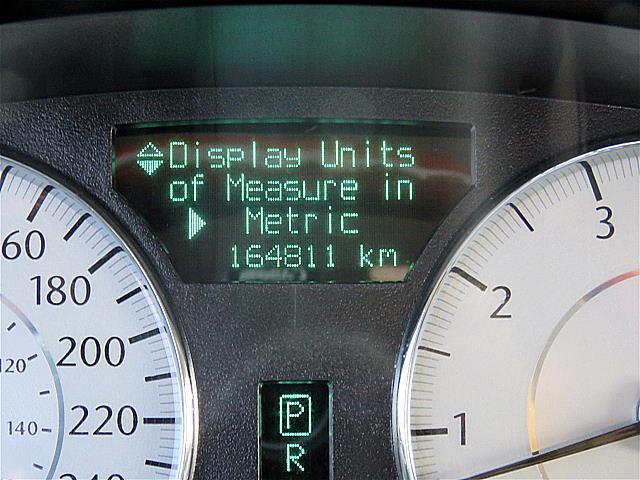 Display Units
of Measure in
Metric
164811 km
60
180
200
220
120
140
1
2
3
P
R